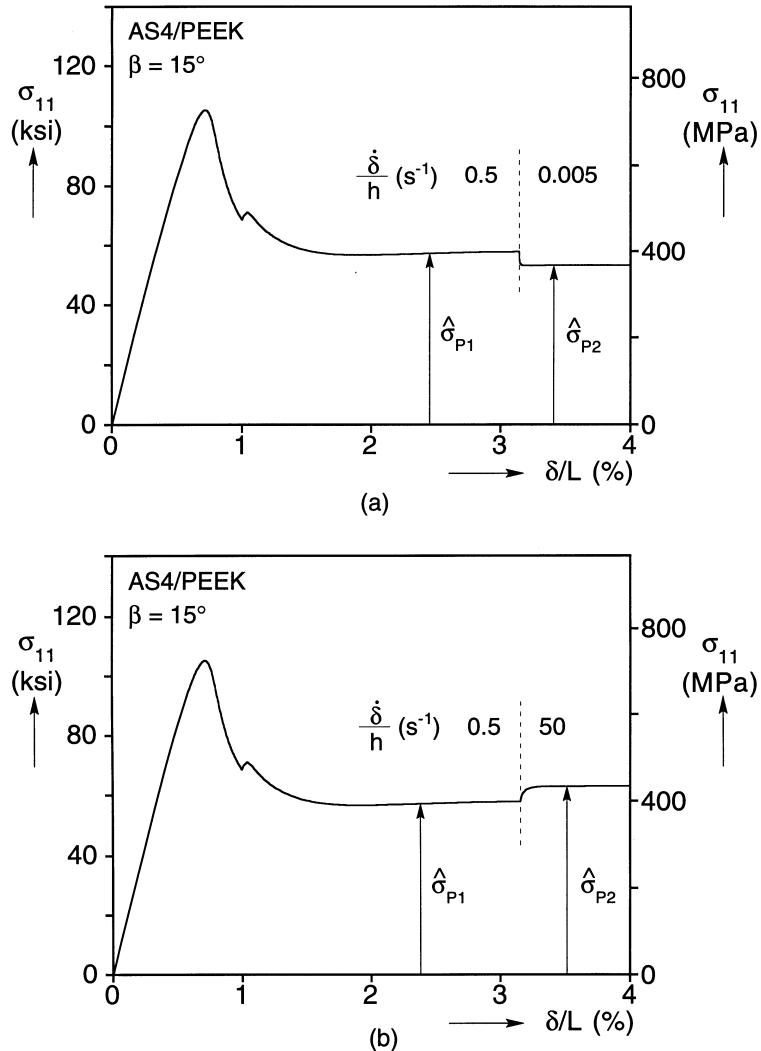 AS4/PEEK
β = 15°
120
80
40
0
σ₁₁
(ksi)
800
400
0
σ₁₁
(MPa)
δ̇/h (s⁻¹) 0.5 0.005
σ̂P1
σ̂P2
0 1 2 3 4
δ/L (%)
(a)
AS4/PEEK
β = 15°
120
80
40
0
σ₁₁
(ksi)
800
400
0
σ₁₁
(MPa)
δ̇/h (s⁻¹) 0.5 50
σ̂P1
σ̂P2
0 1 2 3 4
δ/L (%)
(b)